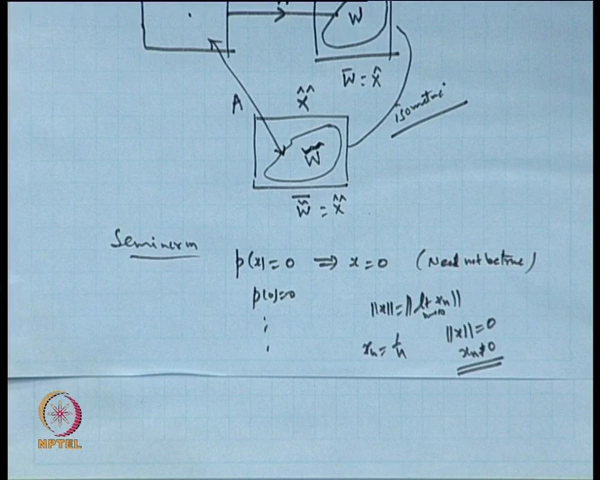 W
W̄ = X̂
A
X̂̂
isometric
W̃
W̃̄ = X̂̂
Seminorm
p(x) = 0 ⟹ x = 0 (Need not be true)
p(0) = 0
||x|| = || lt xₙ ||
n→∞
xₙ = 1/n
||x|| = 0
xₙ ≠ 0
NPTEL